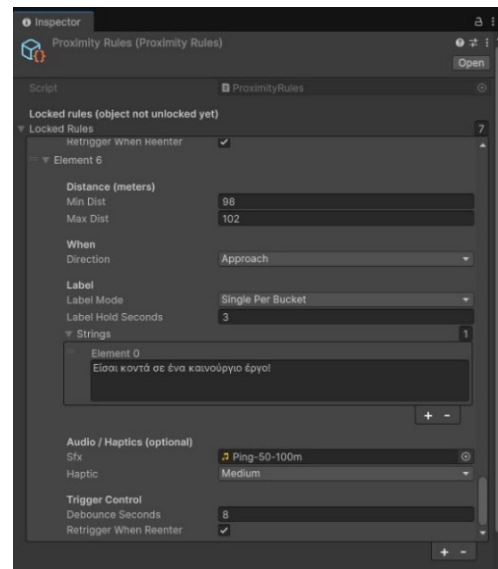 Inspector
Proximity Rules (Proximity Rules)
Open
Script ProximityRules
Locked rules (object not unlocked yet)
Locked Rules 7
Retrigger When Reenter
Element 6
Distance (meters)
Min Dist 98
Max Dist 102
When
Direction Approach
Label
Label Mode Single Per Bucket
Label Hold Seconds 3
Strings 1
Element 0
Είσαι κοντά σε ένα καινούργιο έργο!
+ -
Audio / Haptics (optional)
Sfx Ping-50-100m
Haptic Medium
Trigger Control
Debounce Seconds 8
Retrigger When Reenter
+ -